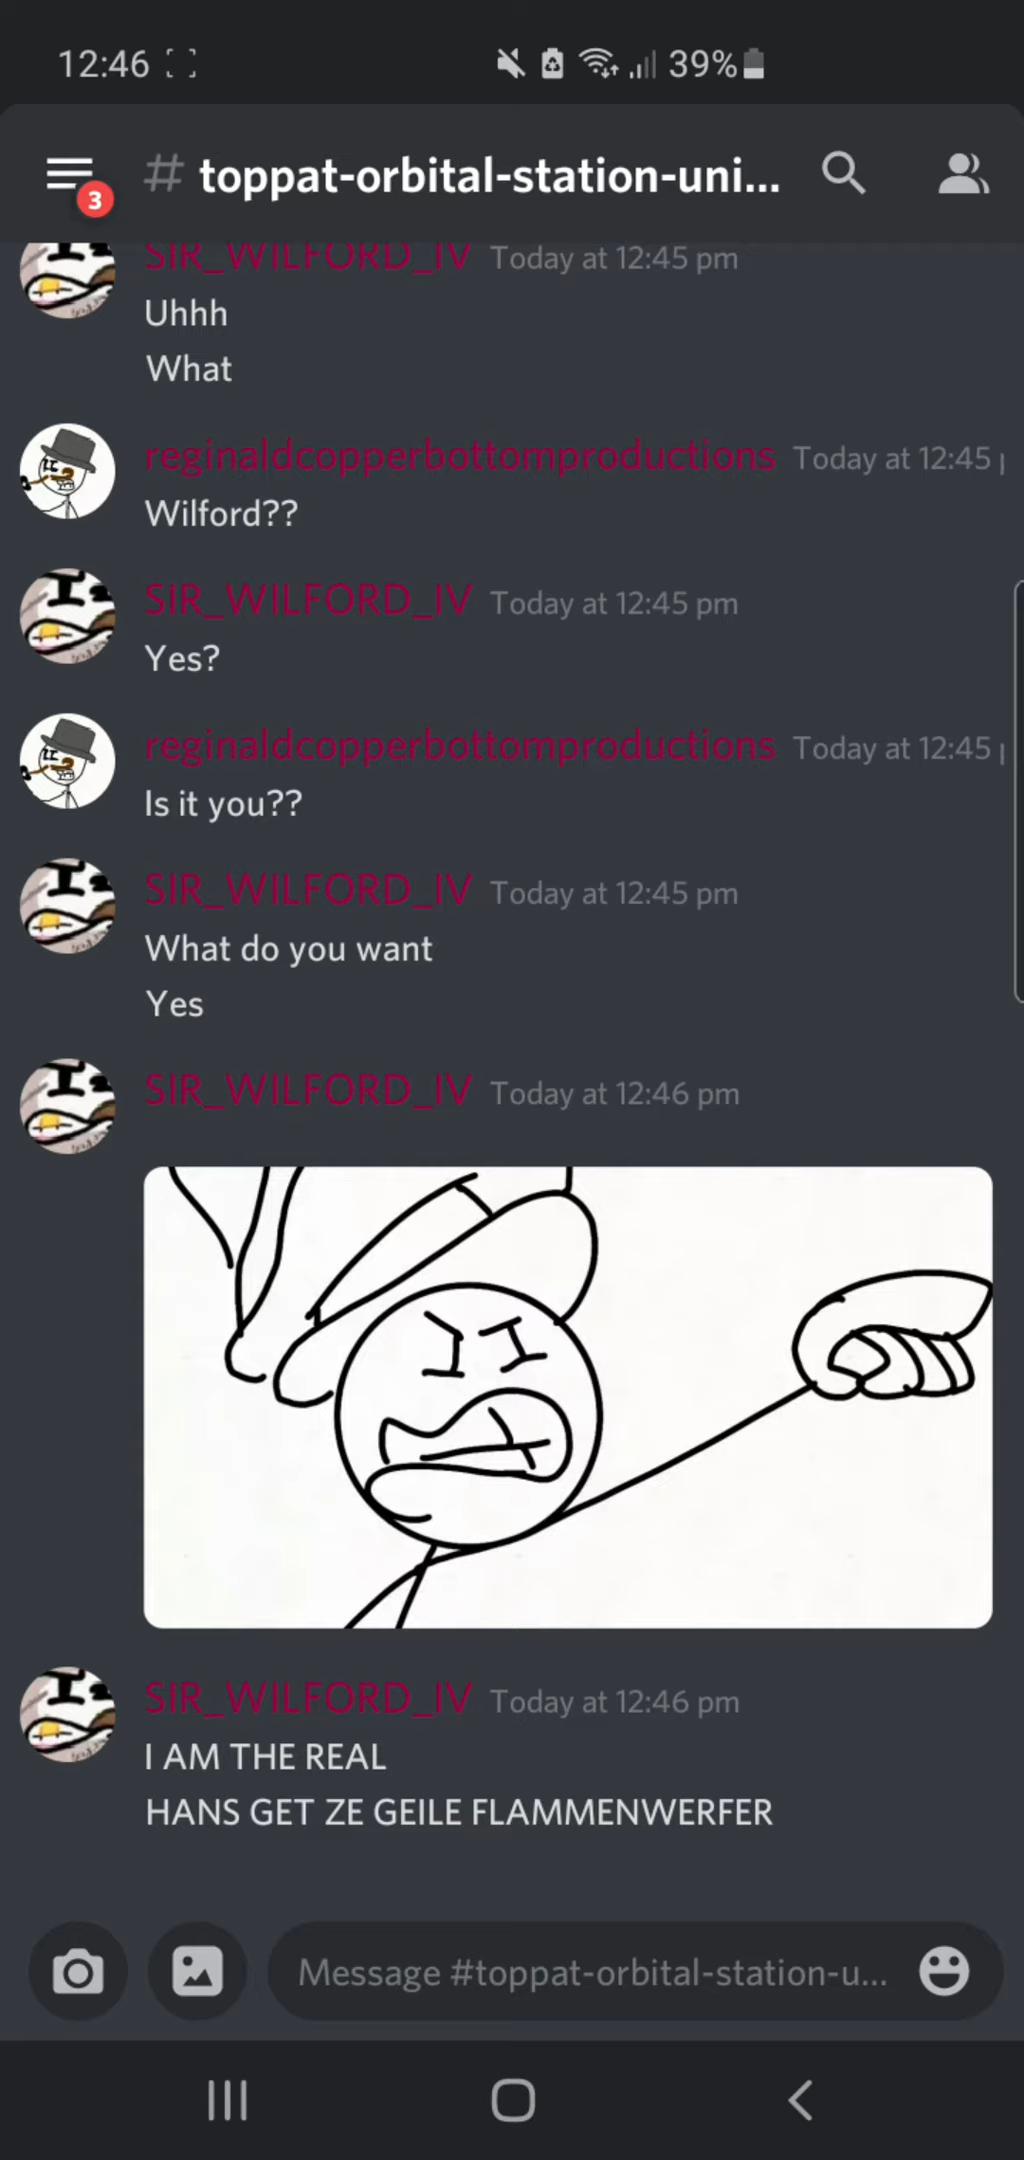 12:46 39%
3
# toppat-orbital-station-uni...
SIR_WILFORD_IV Today at 12:45 pm
Uhhh
What
reginaldcopperbottomproductions Today at 12:45
Wilford??
SIR_WILFORD_IV Today at 12:45 pm
Yes?
reginaldcopperbottomproductions Today at 12:45
Is it you??
SIR_WILFORD_IV Today at 12:45 pm
What do you want
Yes
SIR_WILFORD_IV Today at 12:46 pm
SIR_WILFORD_IV Today at 12:46 pm
I AM THE REAL
HANS GET ZE GEILE FLAMMENWERFER
Message #toppat-orbital-station-u...